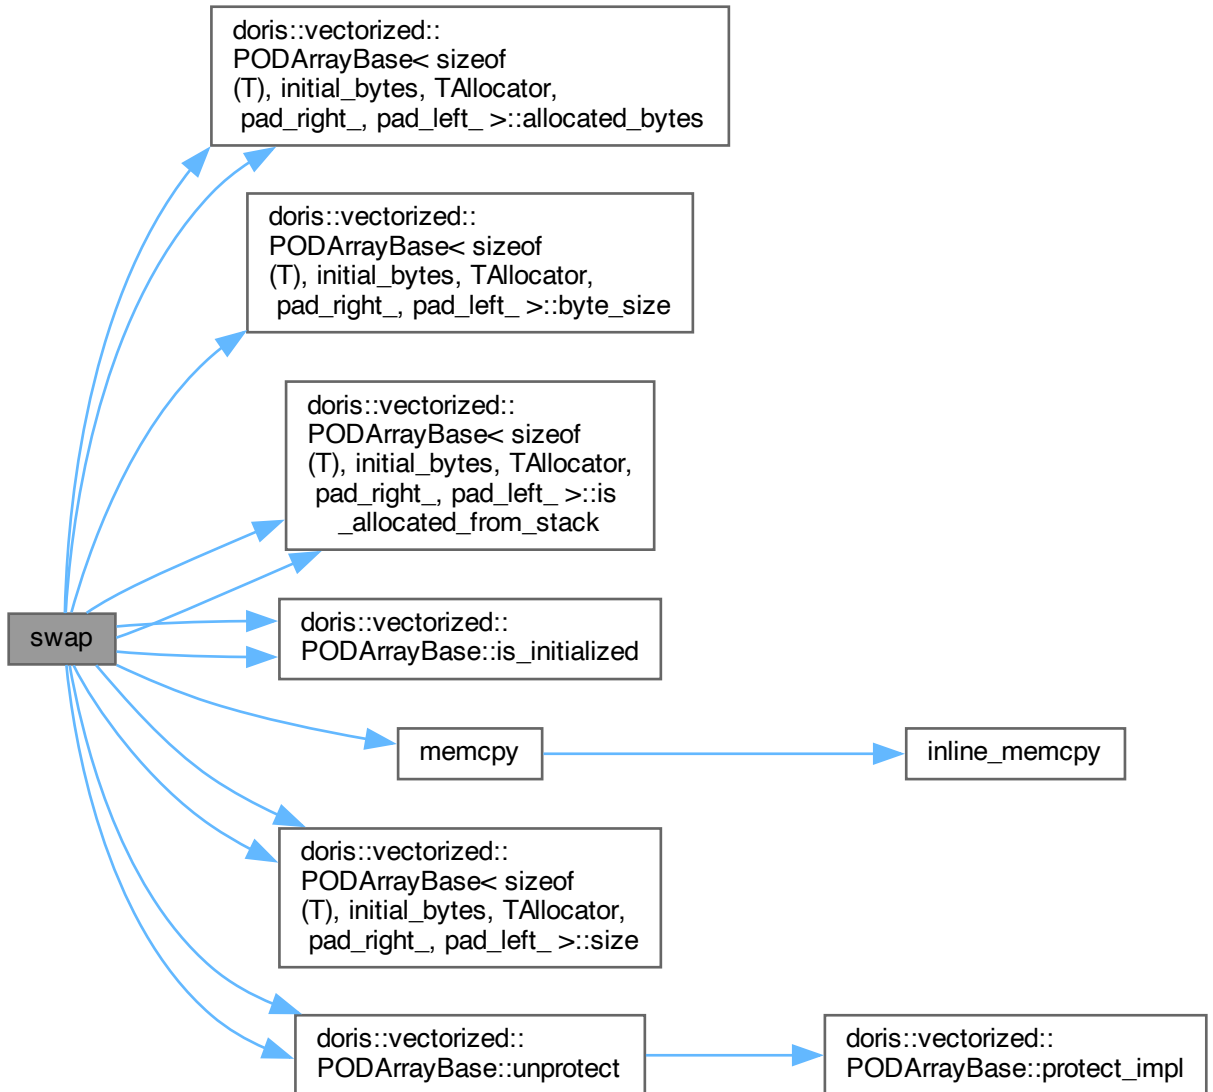 doris::vectorized::
PODArrayBase< sizeof
(T), initial_bytes, TAllocator,
pad_right_, pad_left_ >::allocated_bytes
doris::vectorized::
PODArrayBase< sizeof
(T), initial_bytes, TAllocator,
pad_right_, pad_left_ >::byte_size
doris::vectorized::
PODArrayBase< sizeof
(T), initial_bytes, TAllocator,
pad_right_, pad_left_ >::is
_allocated_from_stack
swap
doris::vectorized::
PODArrayBase::is_initialized
memcpy
inline_memcpy
doris::vectorized::
PODArrayBase< sizeof
(T), initial_bytes, TAllocator,
pad_right_, pad_left_ >::size
doris::vectorized::
PODArrayBase::unprotect
doris::vectorized::
PODArrayBase::protect_impl